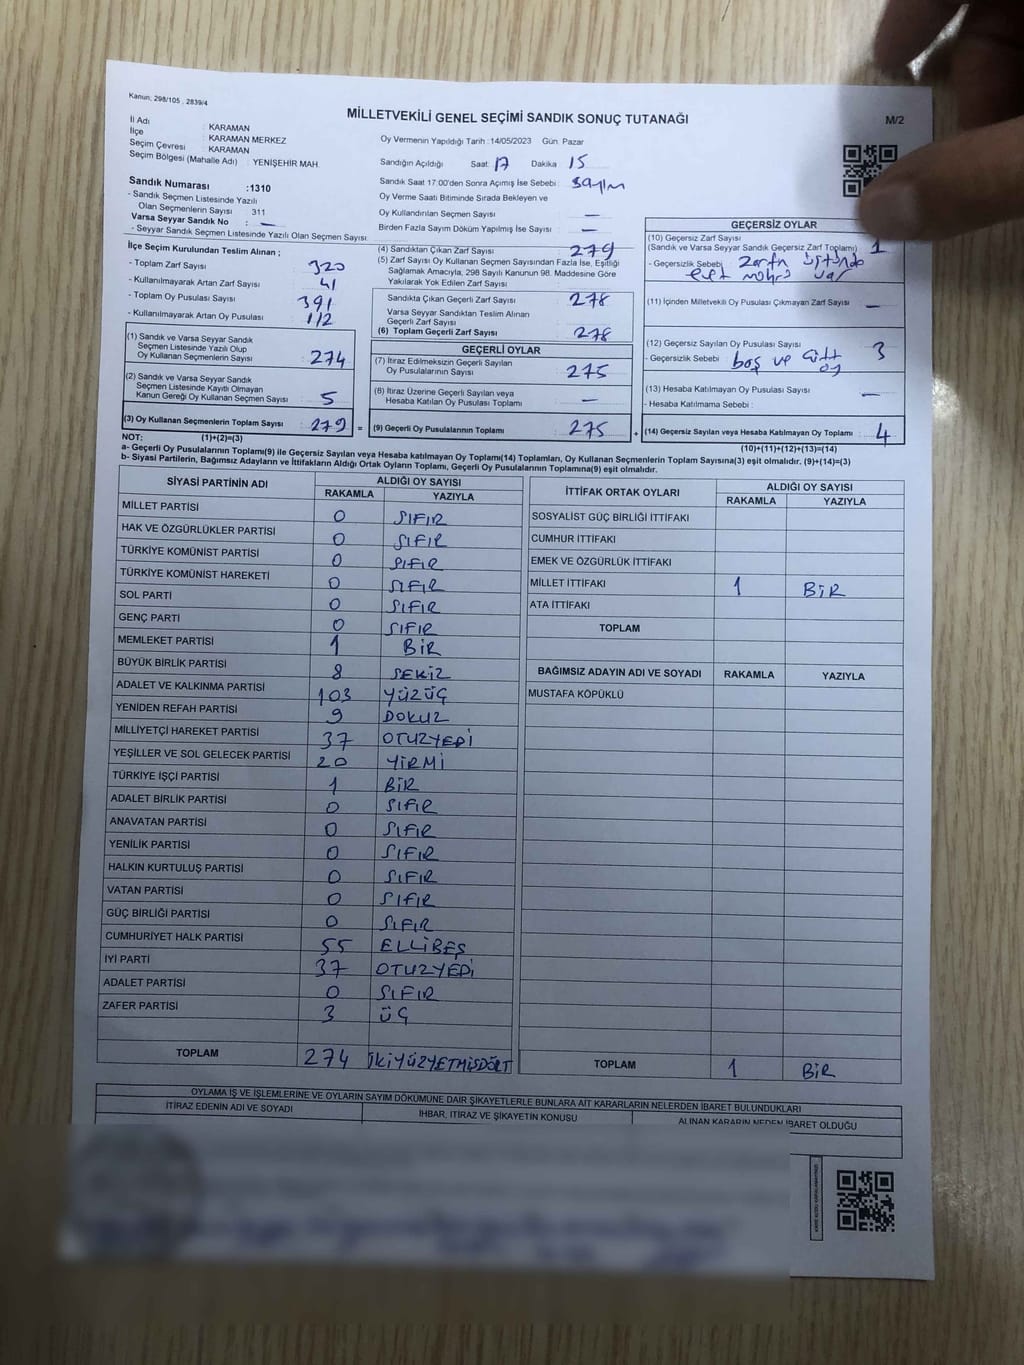 Kanun, 298/105 , 2839/4
MİLLETVEKİLİ GENEL SEÇİMİ SANDIK SONUÇ TUTANAĞI
M/2
İl Adı : KARAMAN
İlçe : KARAMAN MERKEZ
Seçim Çevresi : KARAMAN
Seçim Bölgesi (Mahalle Adı) : YENİŞEHİR MAH.
Sandık Numarası :1310
- Sandık Seçmen Listesinde Yazılı
Olan Seçmenlerin Sayısı : 311
Varsa Seyyar Sandık No : —
- Seyyar Seçmen Listesinde Yazılı Olan Seçmen Sayısı
İlçe Seçim Kurulundan Teslim Alınan ;
- Toplam Zarf Sayısı 320
- Kullanılmayarak Artan Zarf Sayısı 41
- Toplam Oy Pusulası Sayısı 391
- Kullanılmayarak Artan Oy Pusulası 112
(1) Sandık ve Varsa Seyyar Sandık
Seçmen Listesinde Yazılı Olup
Oy Kullanan Seçmenlerin Sayısı : 274
(2) Sandık ve Varsa Seyyar Sandık
Seçmen Listesinde Kayıtlı Olmayan
Kanun Gereği Oy Kullanan Seçmen Sayısı : 5
(3) Oy Kullanan Seçmenlerin Toplam Sayısı : 279 =
Oy Vermenin Yapıldığı Tarih :14/05/2023 Gün: Pazar
Sandığın Açıldığı Saat: 17 Dakika 15
Sandık Saat 17:00'den Sonra Açımış İse Sebebi : sayım
Oy Verme Saati Bitiminde Sırada Bekleyen ve
Oy Kullandırılan Seçmen Sayısı : —
Birden Fazla Sayım Döküm Yapılmış İse Sayısı : —
(4) Sandıktan Çıkan Zarf Sayısı : 279
(5) Zarf Sayısı Oy Kullanan Seçmen Sayısından Fazla İse, Eşitliği
Sağlamak Amacıyla, 298 Sayılı Kanunun 98. Maddesine Göre
Yakılarak Yok Edilen Zarf Sayısı :
Sandıkta Çıkan Geçerli Zarf Sayısı : 278
Varsa Seyyar Sandıktan Teslim Alınan
Geçerli Zarf Sayısı
(6) Toplam Geçerli Zarf Sayısı : 278
GEÇERLİ OYLAR
(7) İtiraz Edilmeksizin Geçerli Sayılan
Oy Pusulalarının Sayısı : 275
(8) İtiraz Üzerine Geçerli Sayılan veya
Hesaba Katılan Oy Pusulası Toplamı : —
(9) Geçerli Oy Pusulalarının Toplamı : 275 +
GEÇERSİZ OYLAR
(10) Geçersiz Zarf Sayısı
(Sandık ve Varsa Seyyar Sandık Geçersiz Zarf Toplamı) : 1
- Geçersizlik Sebebi : zarfın üstünde
evet mührü var
(11) İçinden Milletvekili Oy Pusulası Çıkmayan Zarf Sayısı : —
(12) Geçersiz Sayılan Oy Pusulası Sayısı : 3
- Geçersizlik Sebebi : boş ve çift
oy
(13) Hesaba Katılmayan Oy Pusulası Sayısı : —
- Hesaba Katılmama Sebebi :
(14) Geçersiz Sayılan veya Hesaba Katılmayan Oy Toplamı : 4
NOT: (1)+(2)=(3) (10)+(11)+(12)+(13)=(14)
a- Geçerli Oy Pusulalarının Toplamı(9) ile Geçersiz Sayılan veya Hesaba katılmayan Oy Toplamı(14) Toplamları, Oy Kullanan Seçmenlerin Toplam Sayısına(3) eşit olmalıdır. (9)+(14)=(3)
b- Siyasi Partilerin, Bağımsız Adayların ve İttifakların Aldığı Ortak Oyların Toplamı, Geçerli Oy Pusulalarının Toplamına(9) eşit olmalıdır.
SİYASİ PARTİNİN ADI ALDIĞI OY SAYISI
RAKAMLA YAZIYLA
MİLLET PARTİSİ 0 SIFIR
HAK VE ÖZGÜRLÜKLER PARTİSİ 0 SIFIR
TÜRKİYE KOMÜNİST PARTİSİ 0 SIFIR
TÜRKİYE KOMÜNİST HAREKETİ 0 SIFIR
SOL PARTİ 0 SIFIR
GENÇ PARTİ 0 SIFIR
MEMLEKET PARTİSİ 1 BİR
BÜYÜK BİRLİK PARTİSİ 8 SEKİZ
ADALET VE KALKINMA PARTİSİ 103 YÜZÜÇ
YENİDEN REFAH PARTİSİ 9 DOKUZ
MİLLİYETÇİ HAREKET PARTİSİ 37 OTUZYEDİ
YEŞİLLER VE SOL GELECEK PARTİSİ 20 YİRMİ
TÜRKİYE İŞÇİ PARTİSİ 1 BİR
ADALET BİRLİK PARTİSİ 0 SIFIR
ANAVATAN PARTİSİ 0 SIFIR
YENİLİK PARTİSİ 0 SIFIR
HALKIN KURTULUŞ PARTİSİ 0 SIFIR
VATAN PARTİSİ 0 SIFIR
GÜÇ BİRLİĞİ PARTİSİ 0 SIFIR
CUMHURİYET HALK PARTİSİ 55 ELLİBEŞ
İYİ PARTİ 37 OTUZYEDİ
ADALET PARTİSİ 0 SIFIR
ZAFER PARTİSİ 3 ÜÇ
TOPLAM 274 İKİYÜZYETMİŞDÖRT
İTTİFAK ORTAK OYLARI ALDIĞI OY SAYISI
RAKAMLA YAZIYLA
SOSYALİST GÜÇ BİRLİĞİ İTTİFAKI
CUMHUR İTTİFAKI
EMEK VE ÖZGÜRLÜK İTTİFAKI
MİLLET İTTİFAKI 1 BİR
ATA İTTİFAKI
TOPLAM
BAĞIMSIZ ADAYIN ADI VE SOYADI RAKAMLA YAZIYLA
MUSTAFA KÖPÜKLÜ
TOPLAM 1 BİR
OYLAMA İŞ VE İŞLEMLERİNE VE OYLARIN SAYIM DÖKÜMÜNE DAİR ŞİKAYETLERLE BUNLARA AİT KARARLARIN NELERDEN İBARET BULUNDUKLARI
İTİRAZ EDENİN ADI VE SOYADI İHBAR, İTİRAZ VE ŞİKAYETİN KONUSU ALINAN KARARIN NEDEN İBARET OLDUĞU